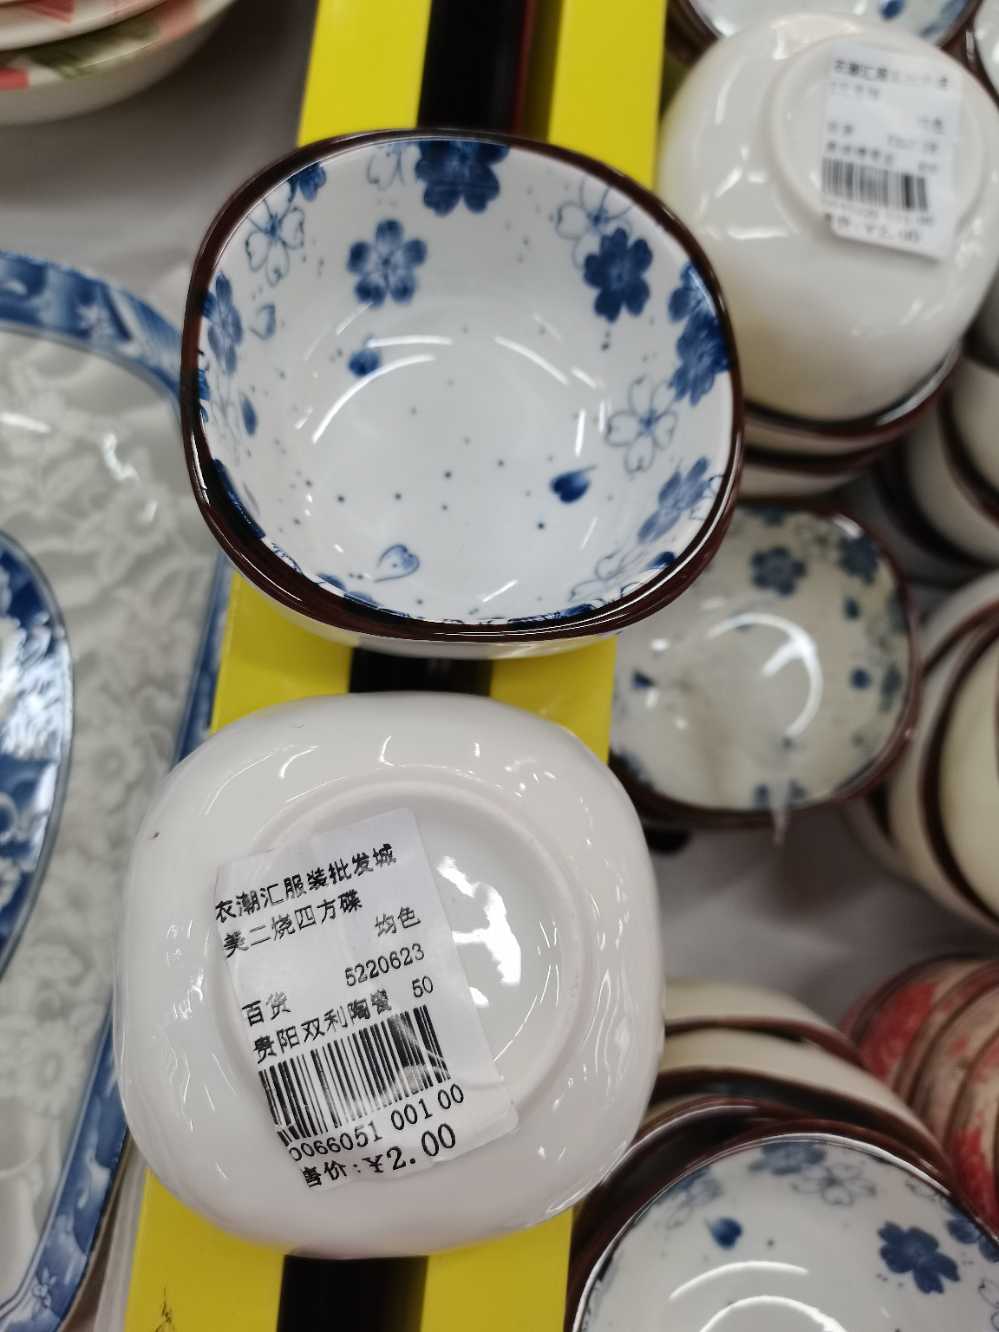 衣潮汇服装批发城
美二烧四方碟
均色
百货 5220623
贵阳双利陶瓷 50
0066051 001 00
售价:¥2.00